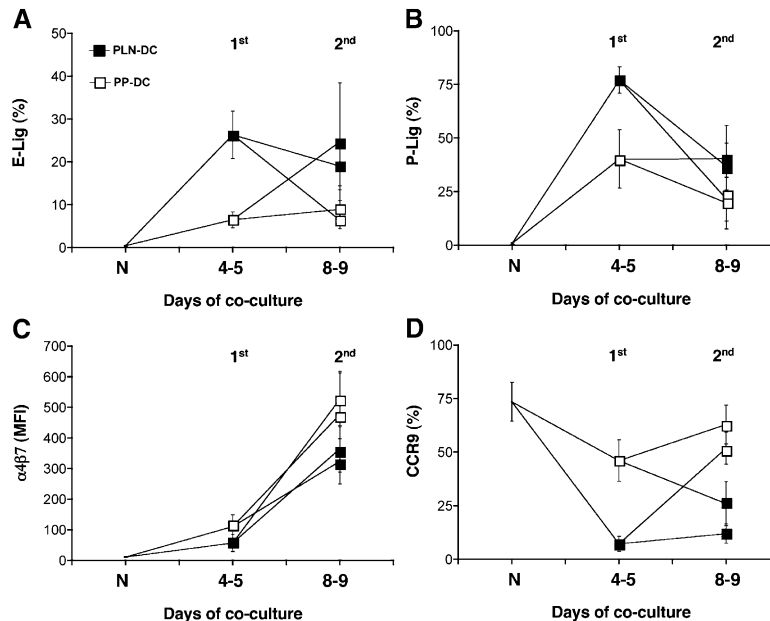 A
50
40
30
20
10
0
E-Lig (%)
1st
2nd
PLN-DC
PP-DC
N
4-5
8-9
Days of co-culture
B
100
75
50
25
0
P-Lig (%)
1st
2nd
N
4-5
8-9
Days of co-culture
C
700
600
500
400
300
200
100
0
α4β7 (MFI)
1st
2nd
N
4-5
8-9
Days of co-culture
D
100
75
50
25
0
CCR9 (%)
1st
2nd
N
4-5
8-9
Days of co-culture